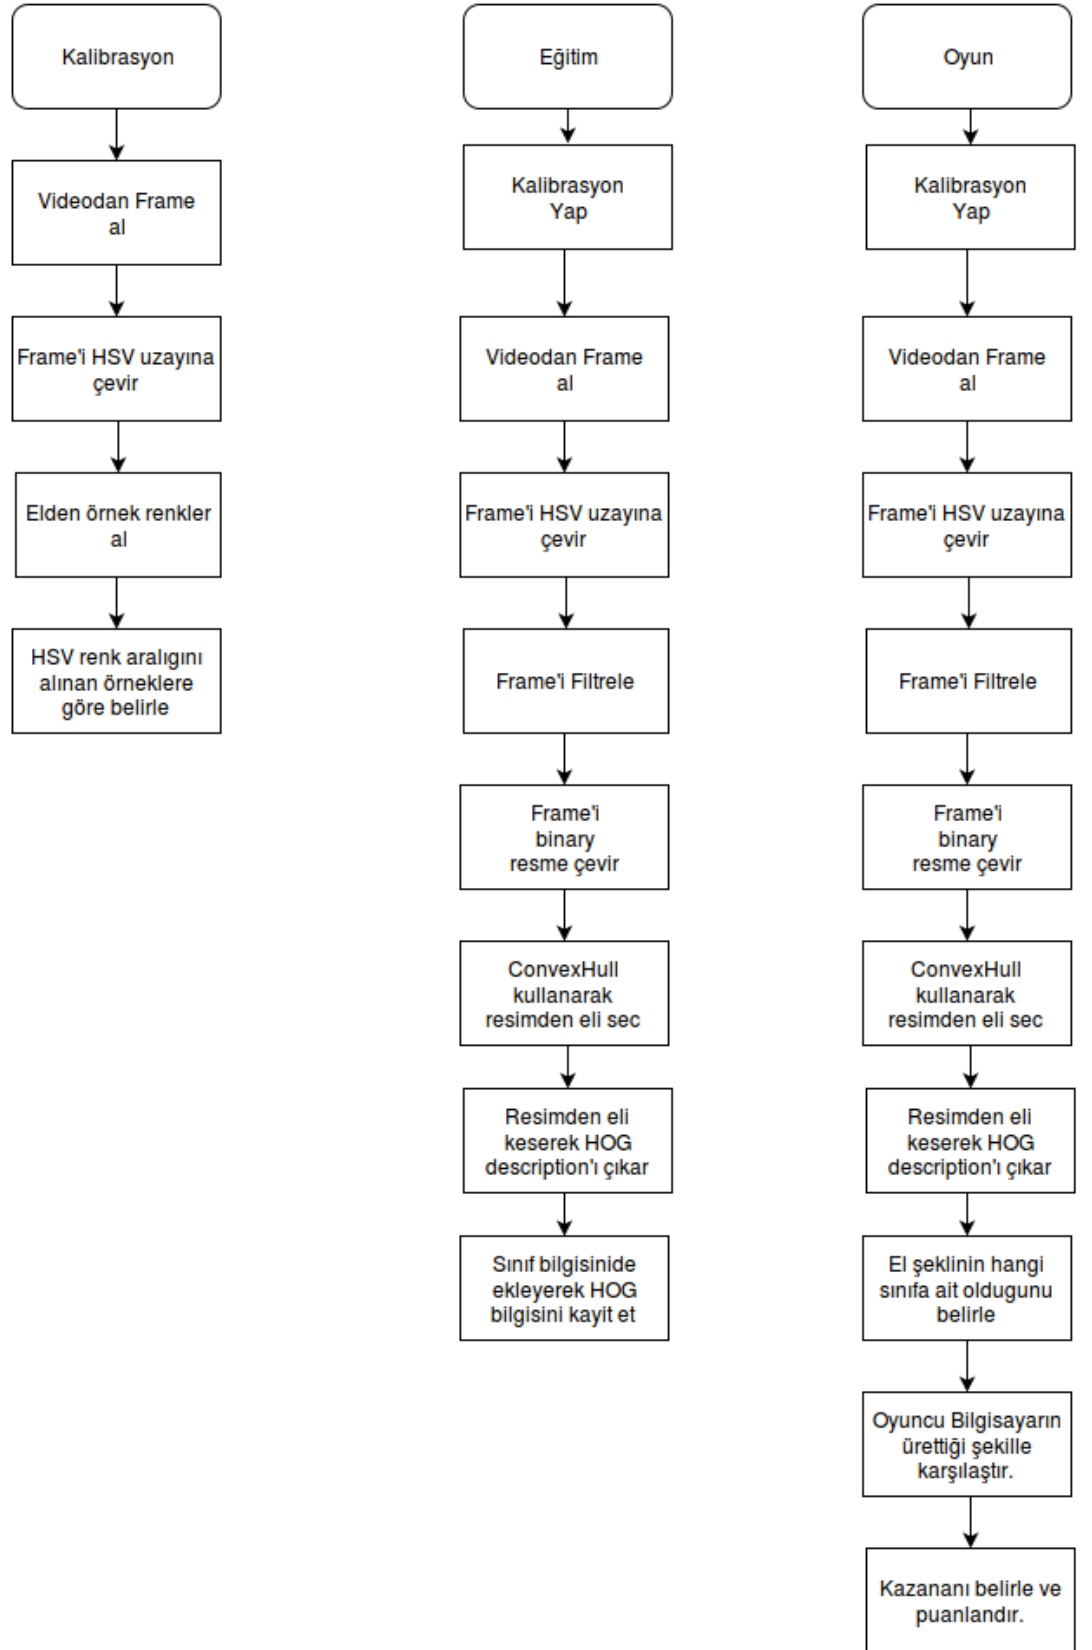 Kalibrasyon
Videodan Frame
al
Frame'i HSV uzayına
çevir
Elden örnek renkler
al
HSV renk aralıgını
alınan örneklere
göre belirle
Eğitim
Kalibrasyon
Yap
Videodan Frame
al
Frame'i HSV uzayına
çevir
Frame'i Filtrele
Frame'i
binary
resme çevir
ConvexHull
kullanarak
resimden eli sec
Resimden eli
keserek HOG
description'ı çıkar
Sınıf bilgisinide
ekleyerek HOG
bilgisini kayit et
Oyun
Kalibrasyon
Yap
Videodan Frame
al
Frame'i HSV uzayına
çevir
Frame'i Filtrele
Frame'i
binary
resme çevir
ConvexHull
kullanarak
resimden eli sec
Resimden eli
keserek HOG
description'ı çıkar
El şeklinin hangi
sınıfa ait oldugunu
belirle
Oyuncu Bilgisayarın
ürettiği şekille
karşılaştır.
Kazananı belirle ve
puanlandır.